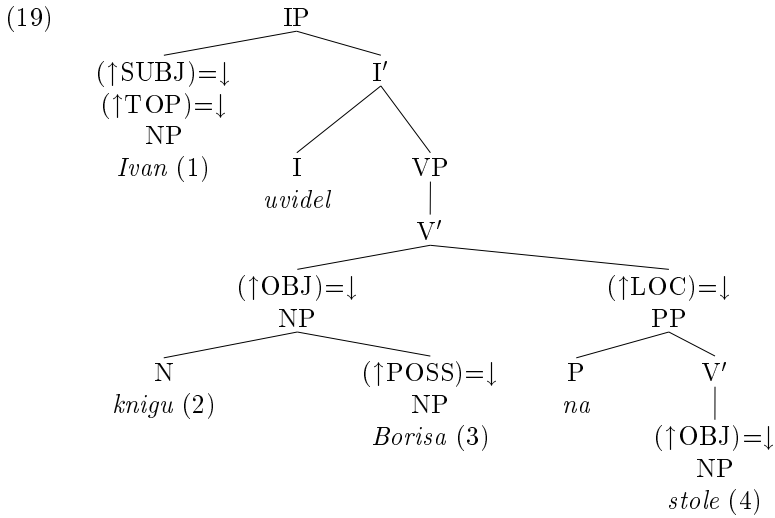 (19) IP
(↑SUBJ)=↓ I′
(↑TOP)=↓
NP
Ivan (1) I VP
uvidel
V′
(↑OBJ)=↓ (↑LOC)=↓
NP PP
N (↑POSS)=↓ P V′
knigu (2) NP na
Borisa (3) (↑OBJ)=↓
NP
stole (4)